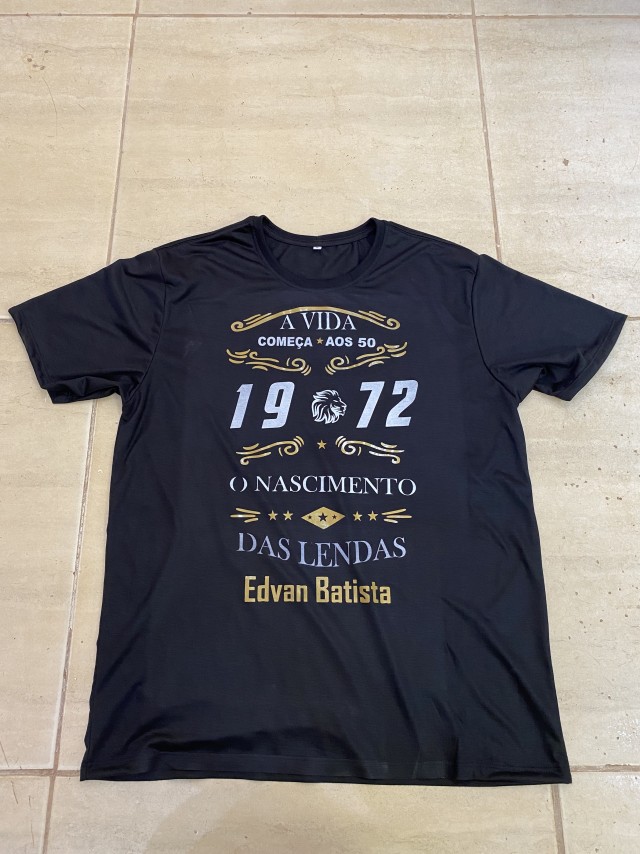 A VIDA
COMEÇA ★ AOS 50
19 72
O NASCIMENTO
DAS LENDAS
Edvan Batista